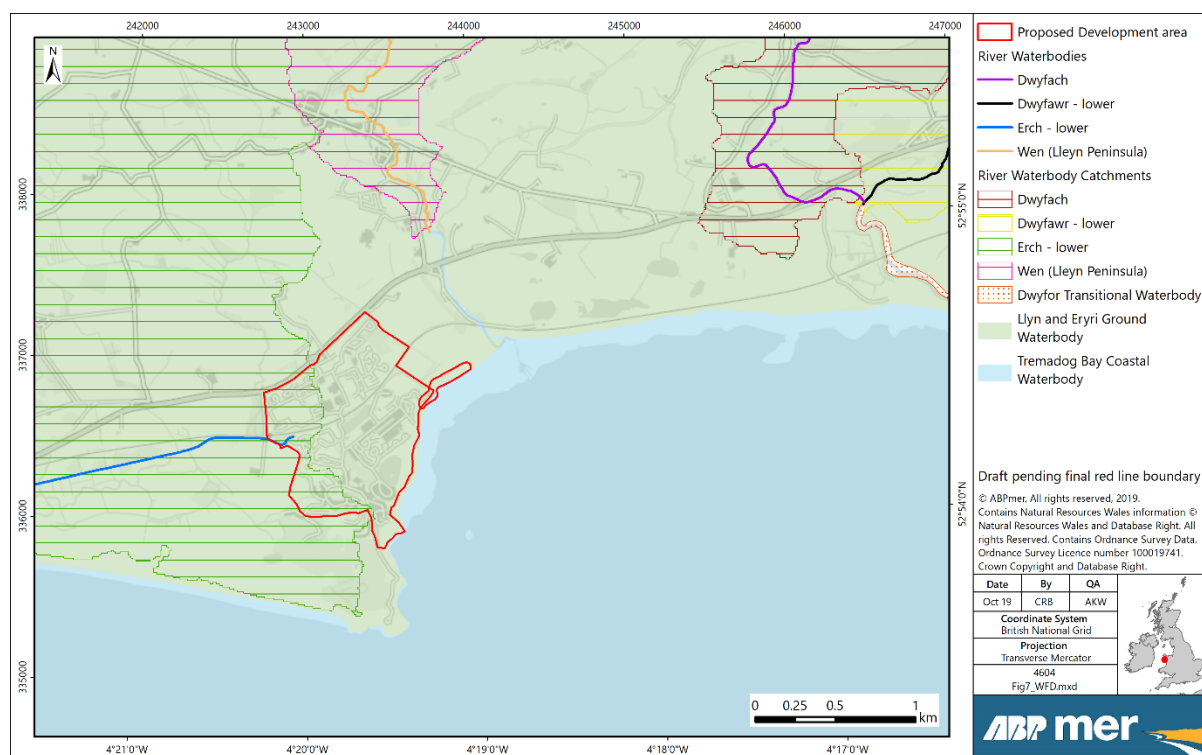 242000 243000 244000 245000 246000 247000
N
338000
337000
336000
335000
52°55'0"N
52°54'0"N
4°21'0"W 4°20'0"W 4°19'0"W 4°18'0"W 4°17'0"W
0 0.25 0.5 1
km
Proposed Development area
River Waterbodies
Dwyfach
Dwyfawr - lower
Erch - lower
Wen (Lleyn Peninsula)
River Waterbody Catchments
Dwyfach
Dwyfawr - lower
Erch - lower
Wen (Lleyn Peninsula)
Dwyfor Transitional Waterbody
Llyn and Eryri Ground
Waterbody
Tremadog Bay Coastal
Waterbody
Draft pending final red line boundary
© ABPmer, All rights reserved, 2019.
Contains Natural Resources Wales information ©
Natural Resources Wales and Database Right. All
rights Reserved. Contains Ordnance Survey Data.
Ordnance Survey Licence number 100019741.
Crown Copyright and Database Right.
Date By QA
Oct 19 CRB AKW
Coordinate System
British National Grid
Projection
Transverse Mercator
4604
Fig7_WFD.mxd
ABPmer